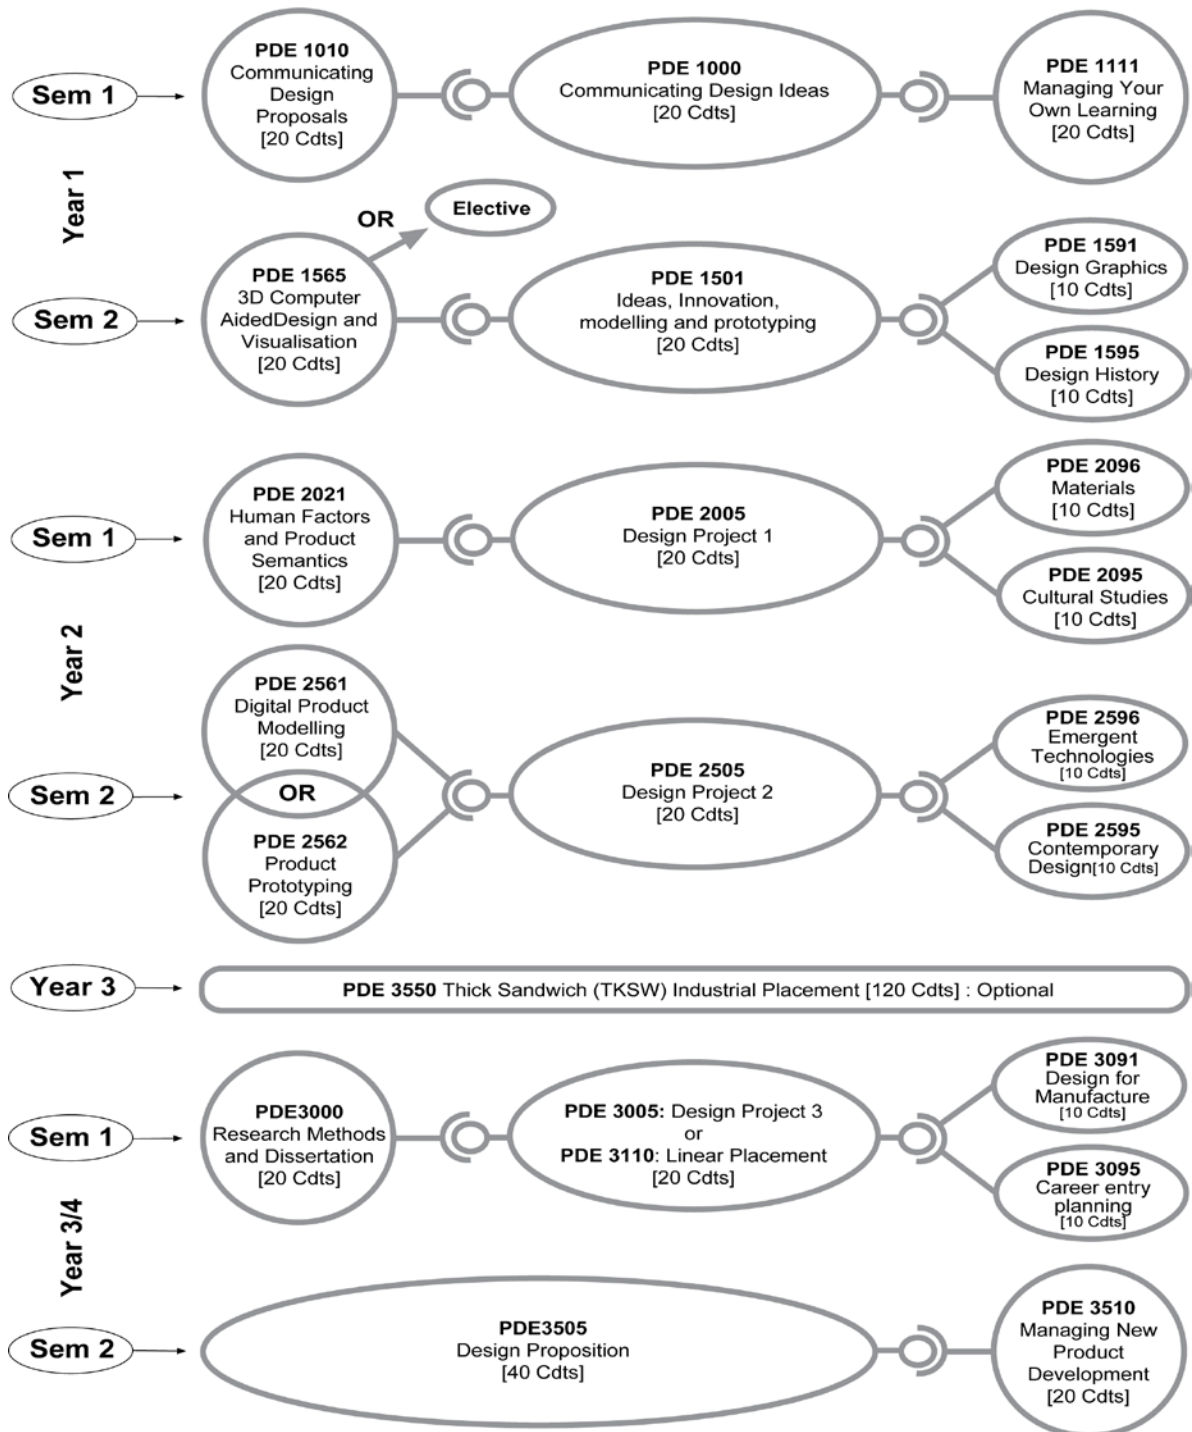 Sem 1
PDE 1010
Communicating
Design
Proposals
[20 Cdts]
PDE 1000
Communicating Design Ideas
[20 Cdts]
PDE 1111
Managing Your
Own Learning
[20 Cdts]
Year 1
OR
Elective
Sem 2
PDE 1565
3D Computer
AidedDesign and
Visualisation
[20 Cdts]
PDE 1501
Ideas, Innovation,
modelling and prototyping
[20 Cdts]
PDE 1591
Design Graphics
[10 Cdts]
PDE 1595
Design History
[10 Cdts]
Sem 1
PDE 2021
Human Factors
and Product
Semantics
[20 Cdts]
PDE 2005
Design Project 1
[20 Cdts]
PDE 2096
Materials
[10 Cdts]
PDE 2095
Cultural Studies
[10 Cdts]
Year 2
Sem 2
PDE 2561
Digital Product
Modelling
[20 Cdts]
OR
PDE 2562
Product
Prototyping
[20 Cdts]
PDE 2505
Design Project 2
[20 Cdts]
PDE 2596
Emergent
Technologies
[10 Cdts]
PDE 2595
Contemporary
Design[10 Cdts]
Year 3
PDE 3550 Thick Sandwich (TKSW) Industrial Placement [120 Cdts] : Optional
Sem 1
PDE3000
Research Methods
and Dissertation
[20 Cdts]
PDE 3005: Design Project 3
or
PDE 3110: Linear Placement
[20 Cdts]
PDE 3091
Design for
Manufacture
[10 Cdts]
PDE 3095
Career entry
planning
[10 Cdts]
Year 3/4
Sem 2
PDE3505
Design Proposition
[40 Cdts]
PDE 3510
Managing New
Product
Development
[20 Cdts]